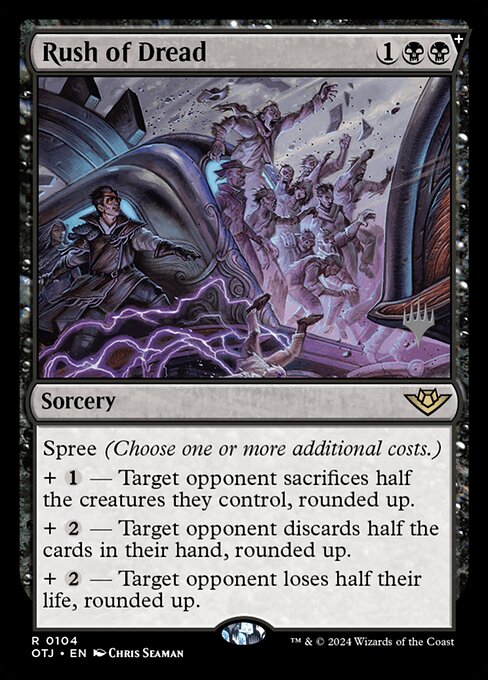 Rush of Dread 1
Sorcery
Spree (Choose one or more additional costs.)
+ 1 — Target opponent sacrifices half
the creatures they control, rounded up.
+ 2 — Target opponent discards half the
cards in their hand, rounded up.
+ 2 — Target opponent loses half their
life, rounded up.
R 0104
OTJ • EN Chris Seaman
™ & © 2024 Wizards of the Coast